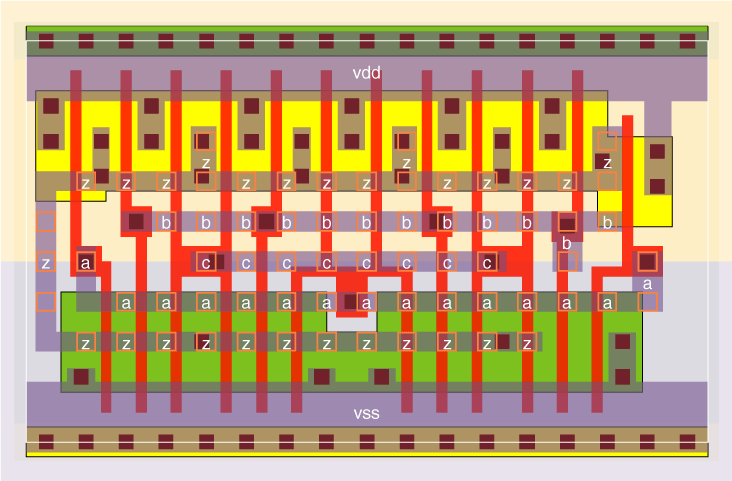 vdd
z z
z z z z z z z z z z z z
b b b b b b b b b b
b
z a c c c c c c c c
a
a a a a a a a a a a a a a
z z z z z z z z z z z z
vss